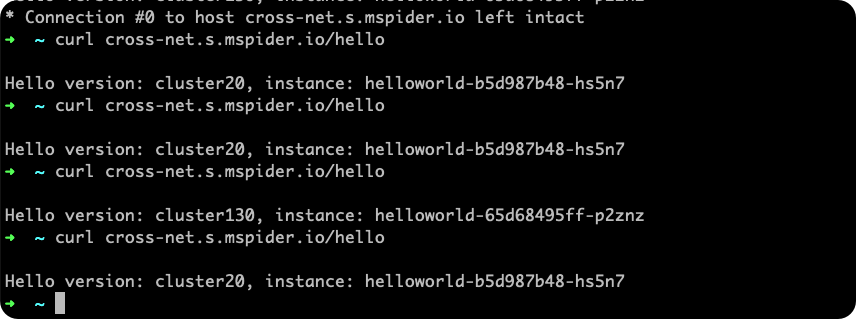 * Connection #0 to host cross-net.s.mspider.io left intact
➜ ~ curl cross-net.s.mspider.io/hello
Hello version: cluster20, instance: helloworld-b5d987b48-hs5n7
➜ ~ curl cross-net.s.mspider.io/hello
Hello version: cluster20, instance: helloworld-b5d987b48-hs5n7
➜ ~ curl cross-net.s.mspider.io/hello
Hello version: cluster130, instance: helloworld-65d68495ff-p2znz
➜ ~ curl cross-net.s.mspider.io/hello
Hello version: cluster20, instance: helloworld-b5d987b48-hs5n7
➜ ~